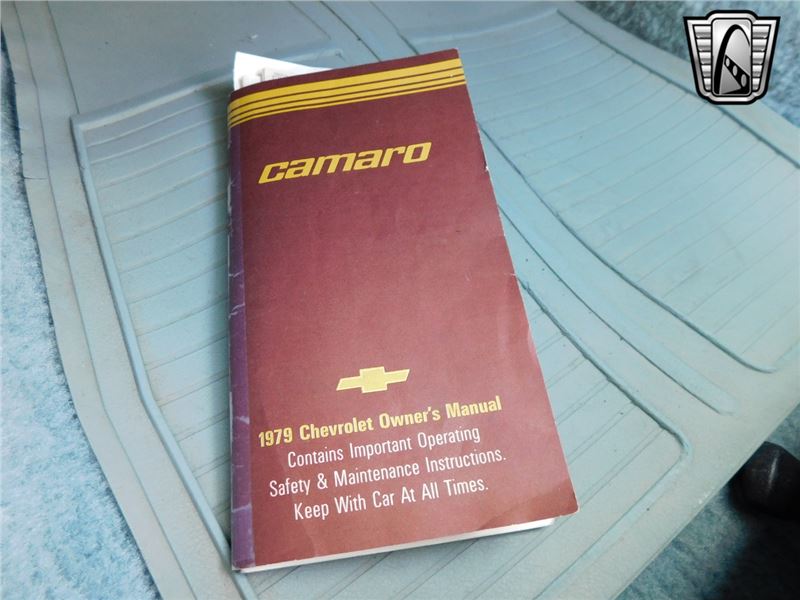 camaro
1979 Chevrolet Owner's Manual
Contains Important Operating
Safety & Maintenance Instructions.
Keep With Car At All Times.